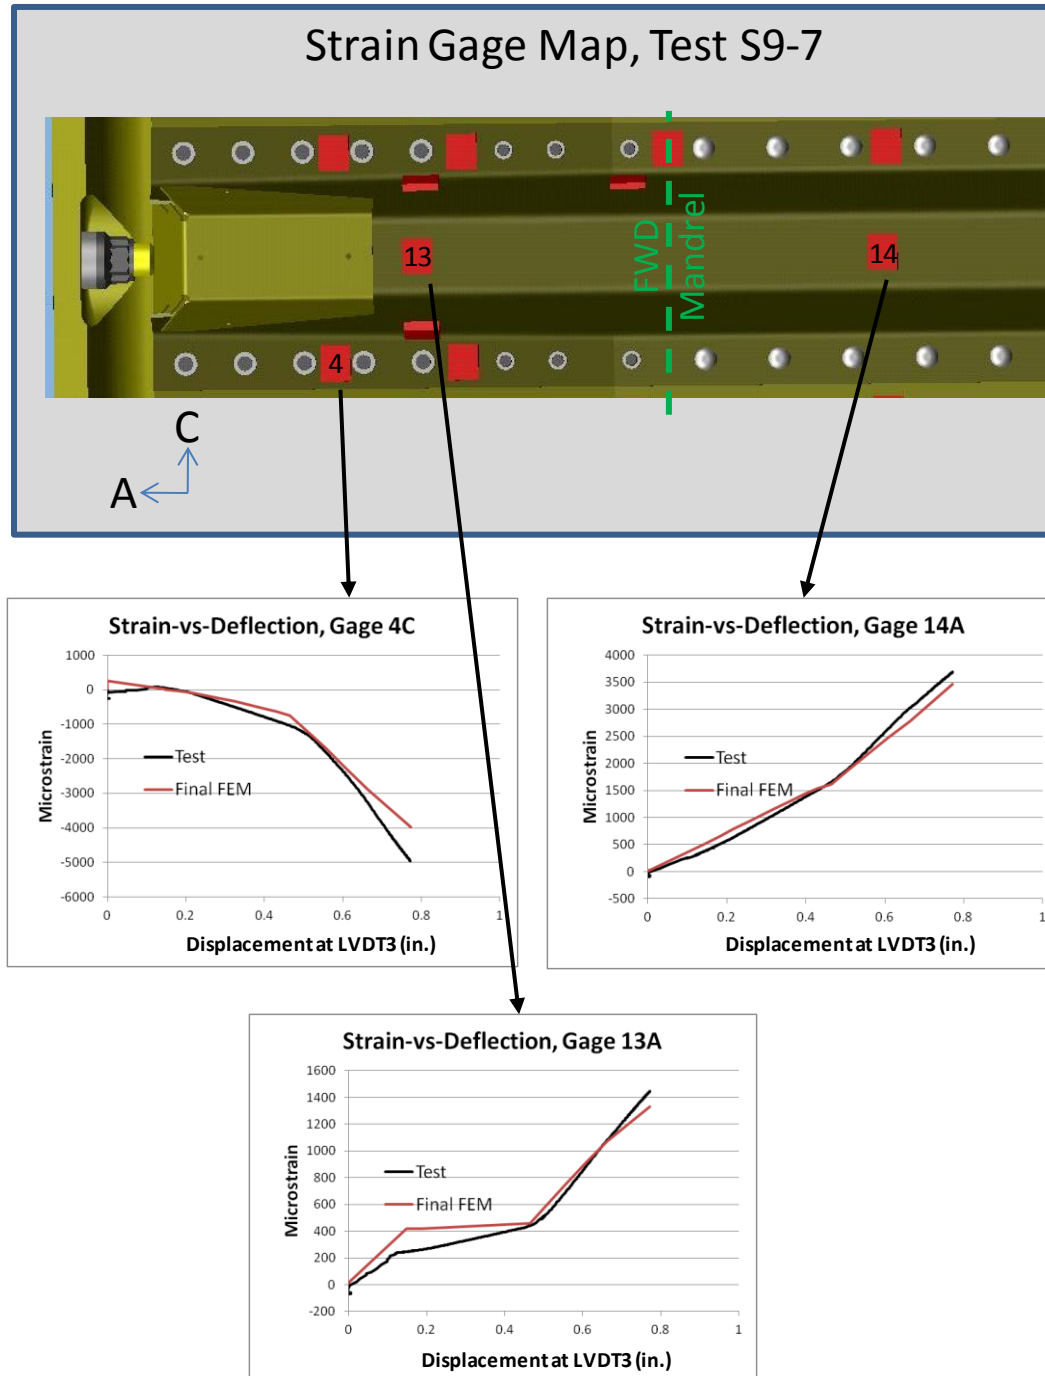 Strain Gage Map, Test S9-7
13
14
4
FWD
Mandrel
C
A
Strain-vs-Deflection, Gage 4C
1000
0
-1000
-2000
-3000
-4000
-5000
-6000
Microstrain
Test
Final FEM
0 0.2 0.4 0.6 0.8 1
Displacement at LVDT3 (in.)
Strain-vs-Deflection, Gage 14A
4000
3500
3000
2500
2000
1500
1000
500
0
-500
Microstrain
Test
Final FEM
0 0.2 0.4 0.6 0.8 1
Displacement at LVDT3 (in.)
Strain-vs-Deflection, Gage 13A
1600
1400
1200
1000
800
600
400
200
0
-200
Microstrain
Test
Final FEM
0 0.2 0.4 0.6 0.8 1
Displacement at LVDT3 (in.)